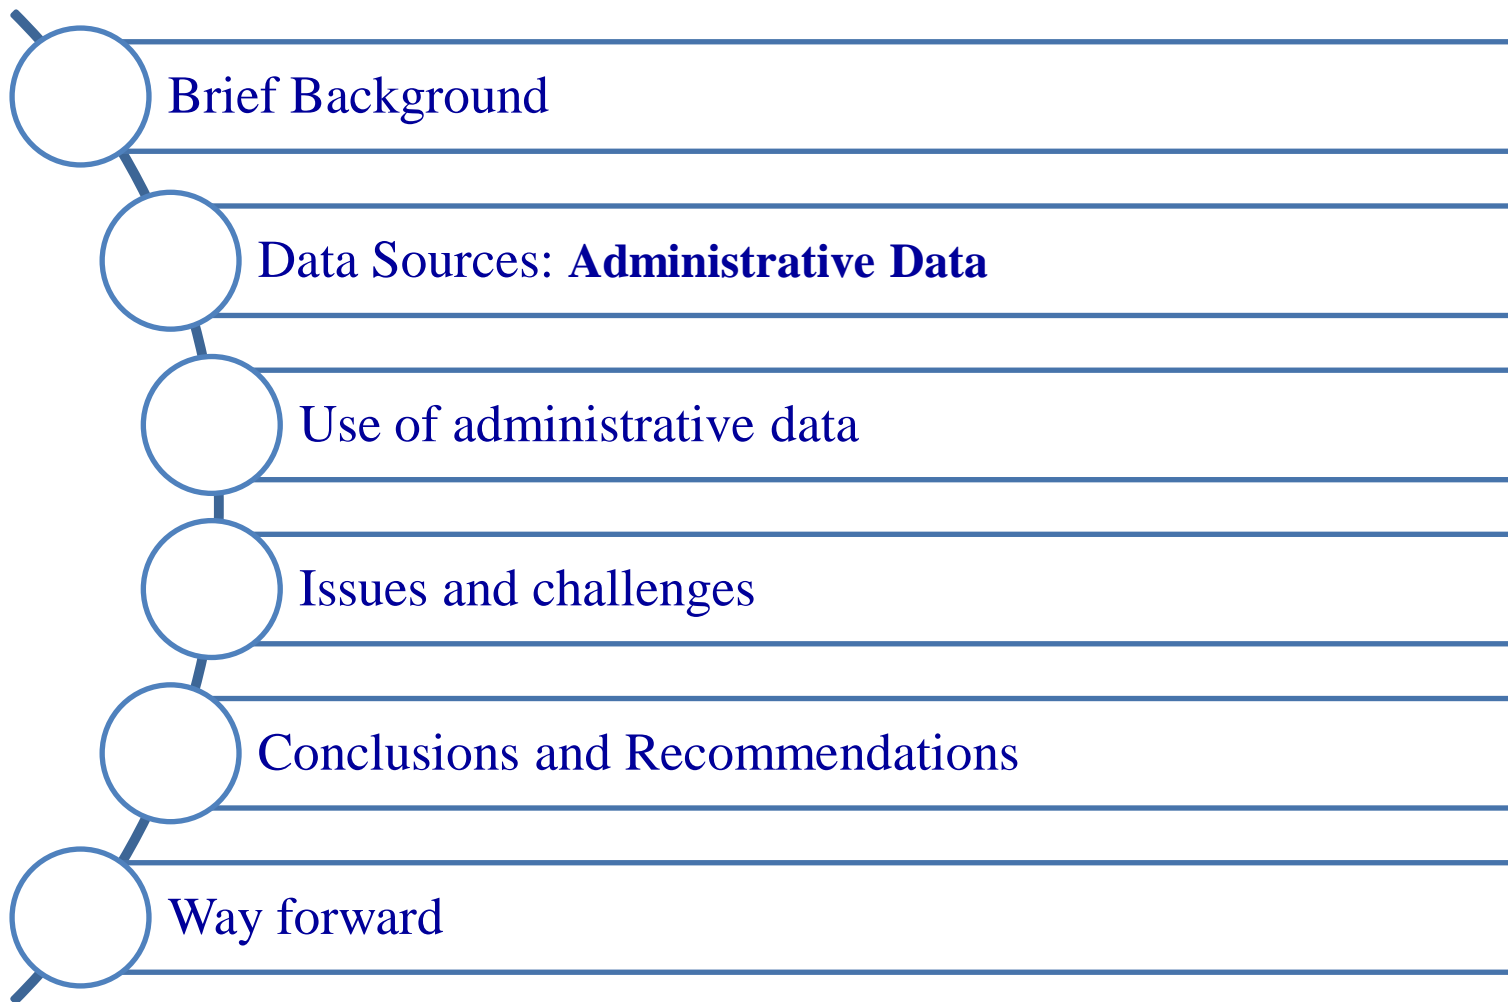 Brief Background
Data Sources: Administrative Data
Use of administrative data
Issues and challenges
Conclusions and Recommendations
Way forward